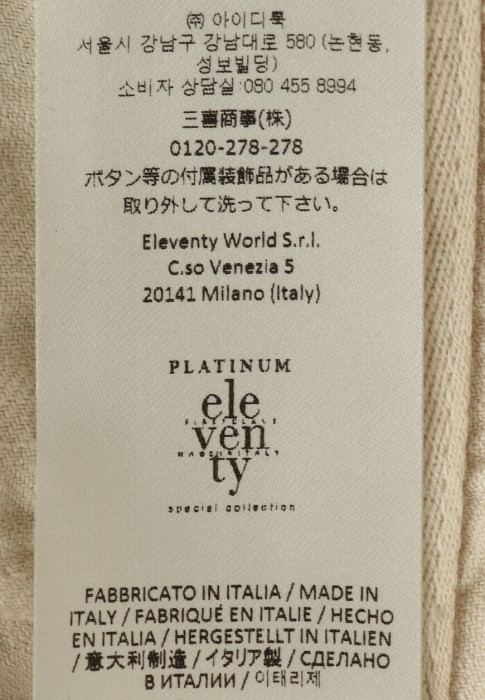 ㈜ 아이디룩
서울시 강남구 강남대로 580 (논현동,
성보빌딩)
소비자 상담실:080 455 8994
三喜商事(株)
0120-278-278
ボタン等の付属装飾品がある場合は
取り外して洗って下さい。
Eleventy World S.r.l.
C.so Venezia 5
20141 Milano (Italy)
PLATINUM
ele
FIRSTCLASS
ven
MADEINITALY
ty
special collection
FABBRICATO IN ITALIA / MADE IN
ITALY / FABRIQUÉ EN ITALIE / HECHO
EN ITALIA / HERGESTELLT IN ITALIEN
/ 意大利制造 / イタリア製 / СДЕЛАНО
В ИТАЛИИ / 이태리제